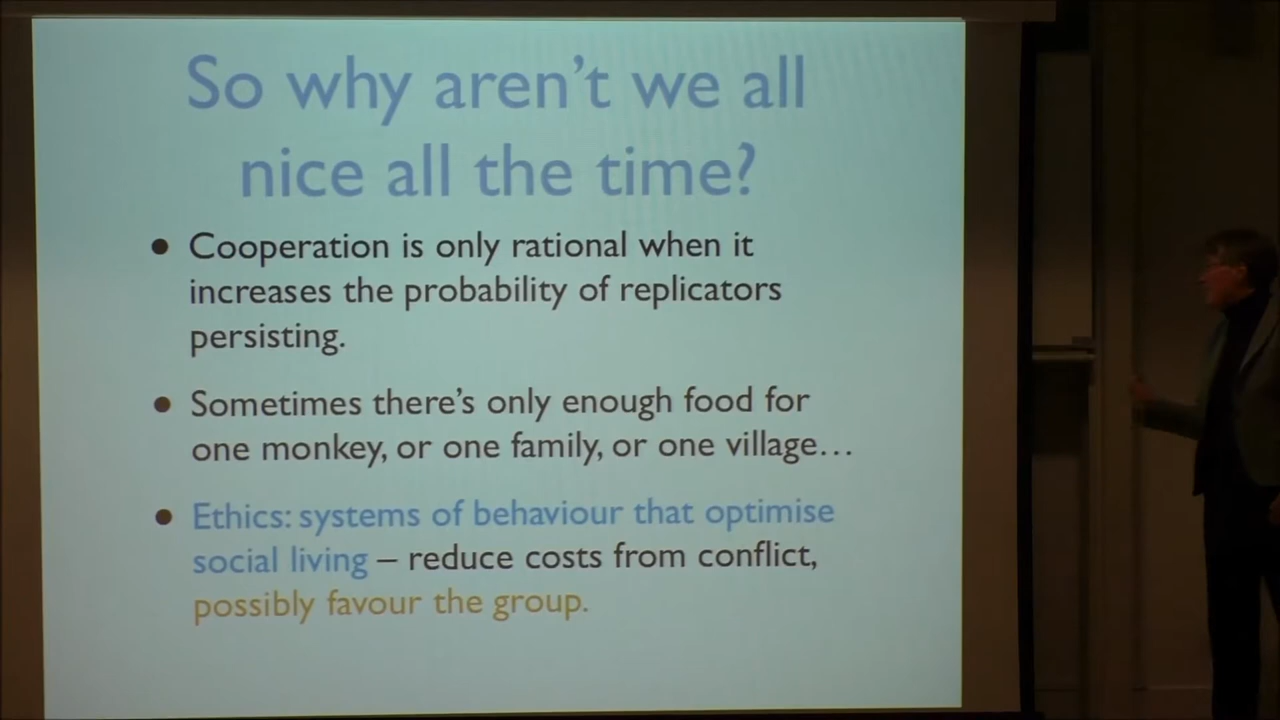 So why aren't we all
nice all the time?
• Cooperation is only rational when it
increases the probability of replicators
persisting.
• Sometimes there's only enough food for
one monkey, or one family, or one village…
• Ethics: systems of behaviour that optimise
social living – reduce costs from conflict,
possibly favour the group.